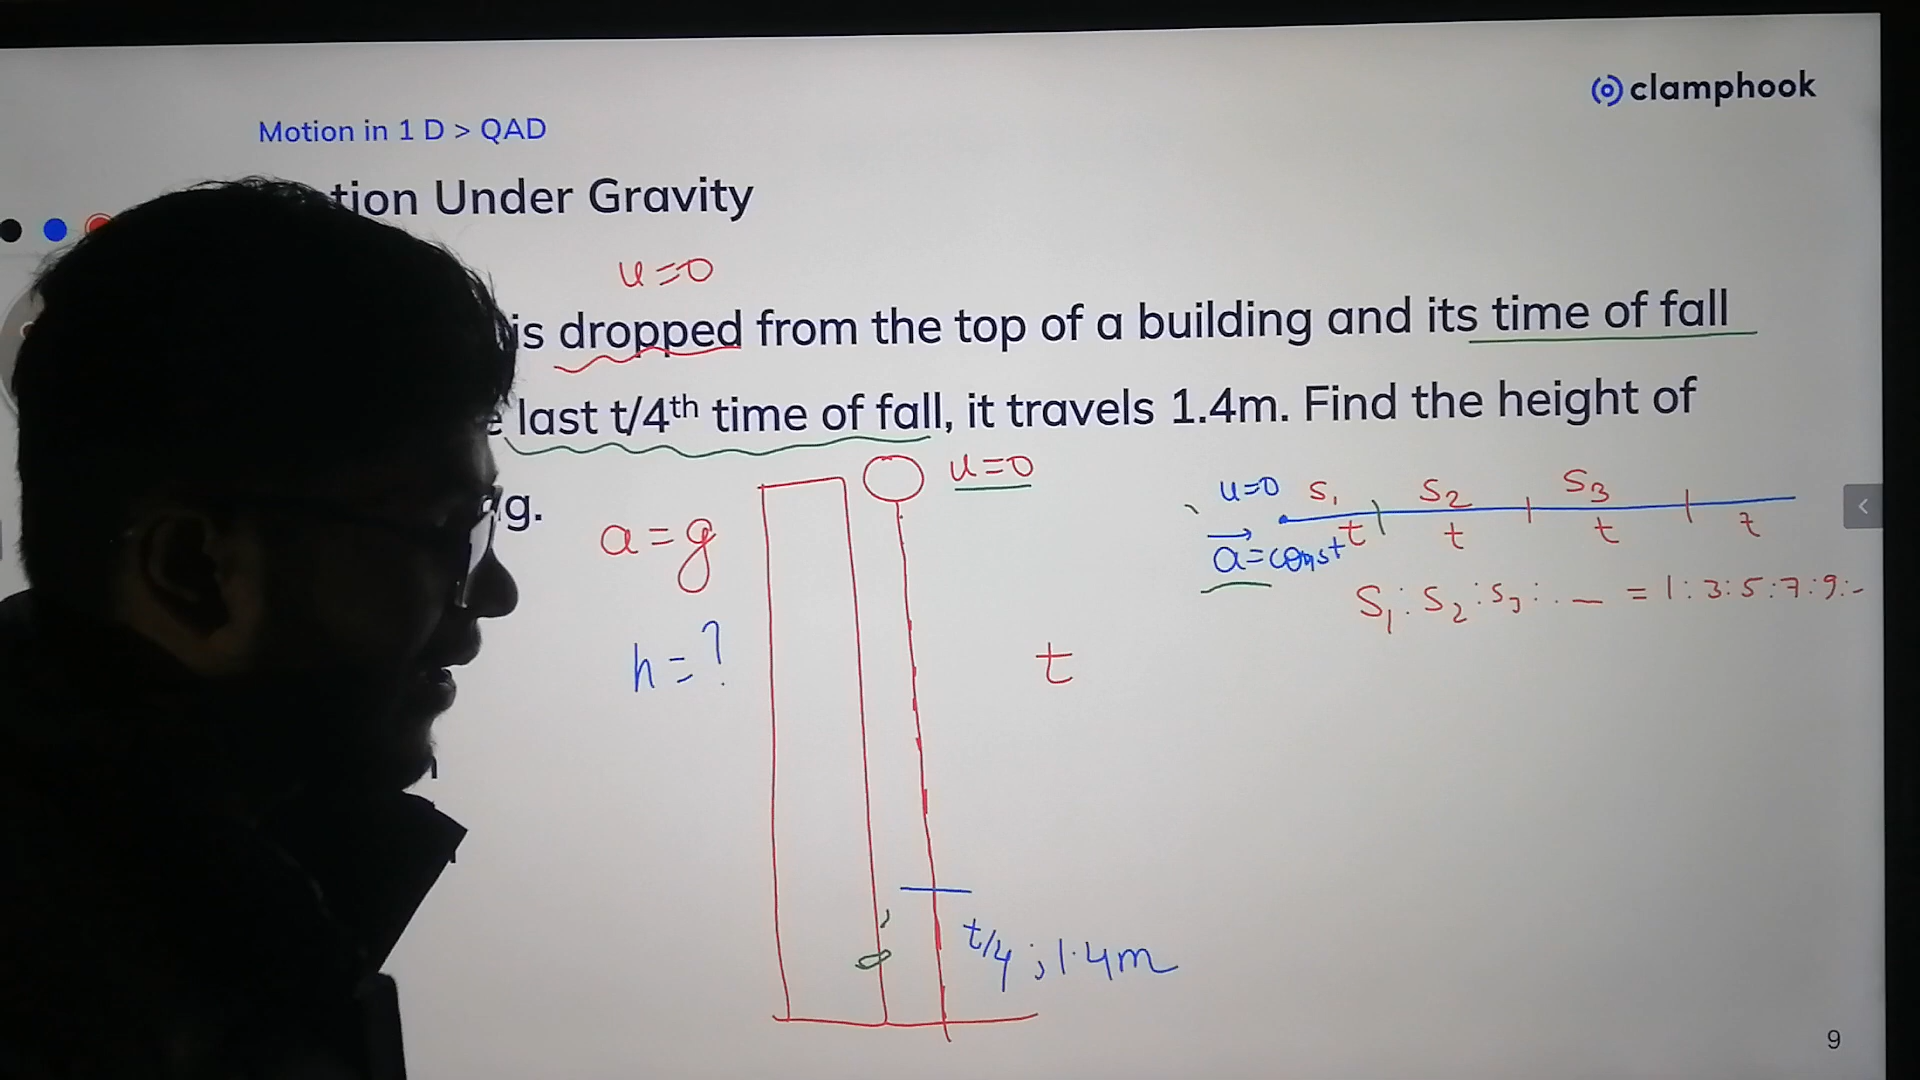 clamphook
Motion in 1 D > QAD
tion Under Gravity
u=0
is dropped from the top of a building and its time of fall
e last t/4th time of fall, it travels 1.4m. Find the height of
g.
u=0
a=g
h=?
t
t/4 ; 1.4m
u=0 S1 S2 S3
t t t t
a=const
S1:S2:S3:... = 1:3:5:7:9:-
9